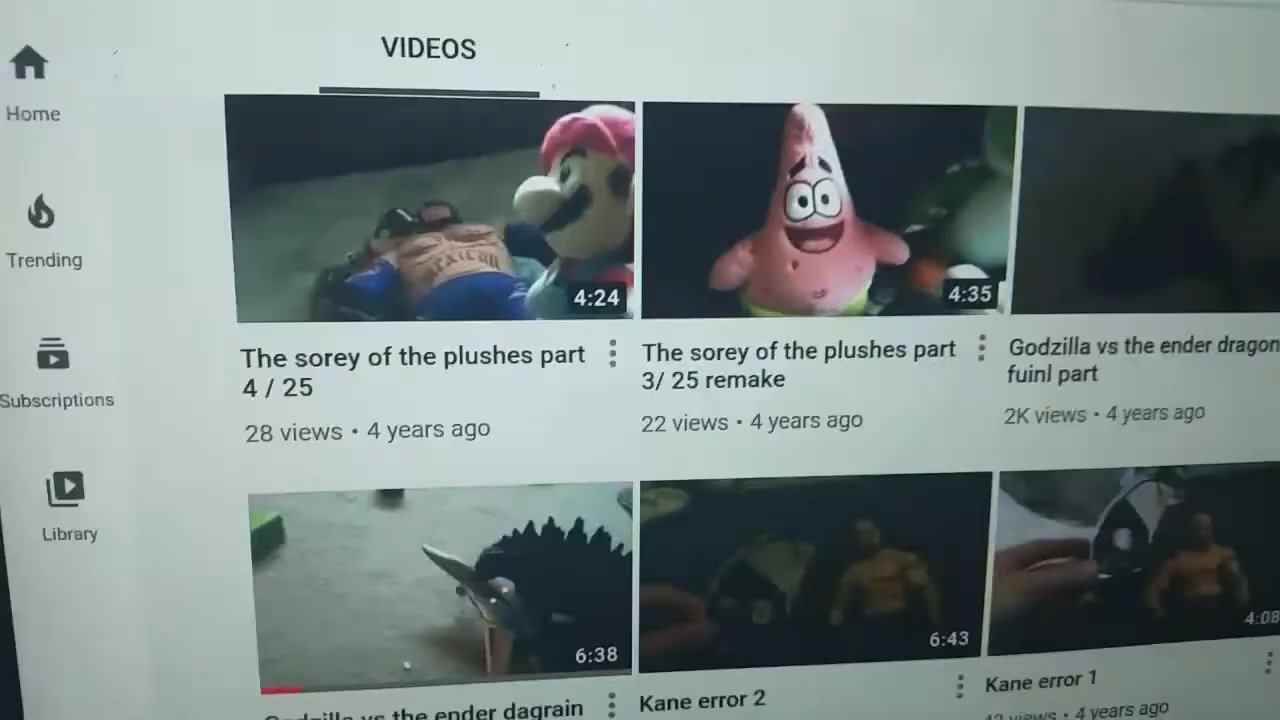 VIDEOS
Home
Trending
Subscriptions
Library
4:24
4:35
The sorey of the plushes part
4 / 25
28 views • 4 years ago
The sorey of the plushes part
3/ 25 remake
22 views • 4 years ago
Godzilla vs the ender dragon
fuinl part
2K views • 4 years ago
6:38
6:43
4:08
Godzilla vs the ender dagrain
Kane error 2
Kane error 1
views • 4 years ago